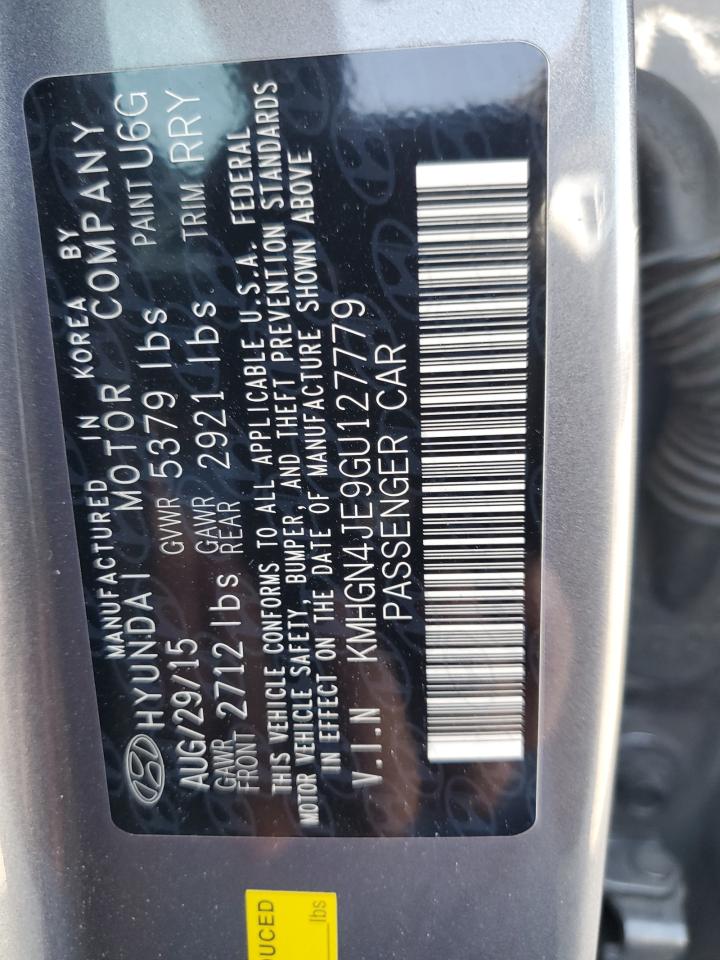 MANUFACTURED IN KOREA BY
HYUNDAI MOTOR COMPANY
AUG/29/15 GVWR 5379 lbs PAINT U6G
GAWR FRONT 2712 lbs GAWR REAR 2921 lbs TRIM RRY
THIS VEHICLE CONFORMS TO ALL APPLICABLE U.S.A. FEDERAL
MOTOR VEHICLE SAFETY, BUMPER, AND THEFT PREVENTION STANDARDS
IN EFFECT ON THE DATE OF MANUFACTURE SHOWN ABOVE
V.I.N KMHGN4JE9GU127779
PASSENGER CAR
lbs